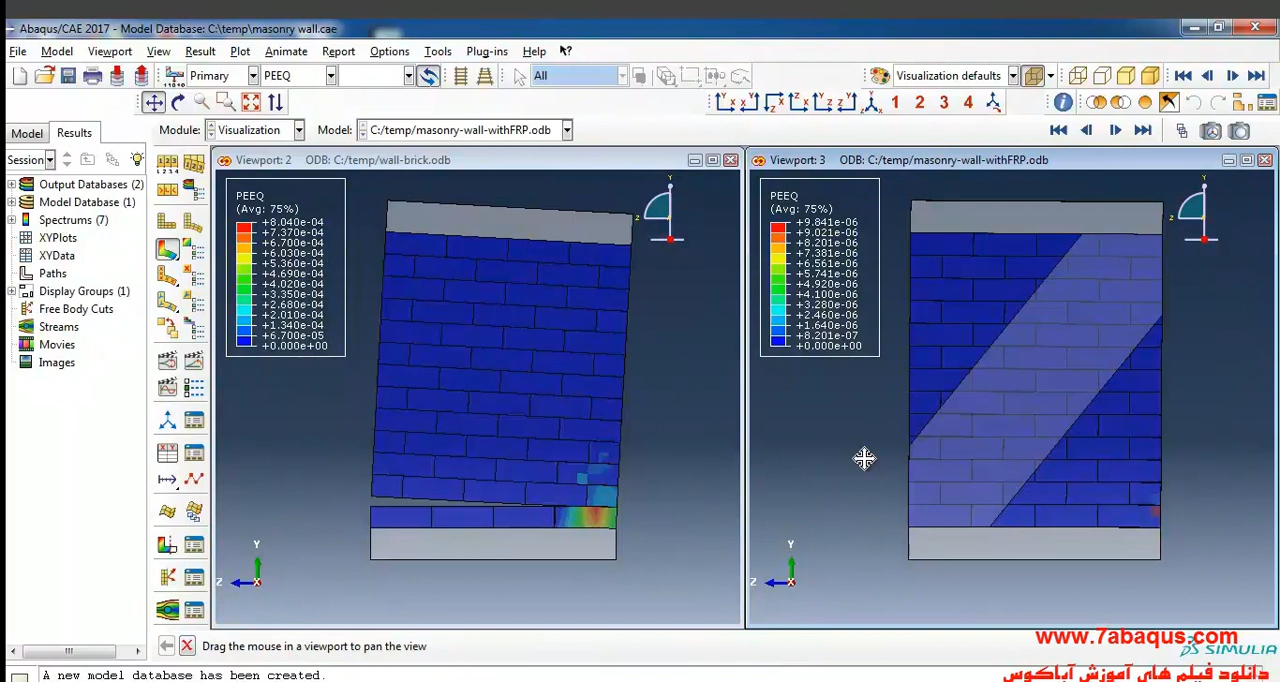 Abaqus/CAE 2017 - Model Database: C:\temp\masonry wall.cae
File Model Viewport View Result Plot Animate Report Options Tools Plug-ins Help
Primary PEEQ All Visualization defaults
1 2 3 4
Model Results Module: Visualization Model: C:/temp/masonry-wall-withFRP.odb
Session
Output Databases (2)
Model Database (1)
Spectrums (7)
XYPlots
XYData
Paths
Display Groups (1)
Free Body Cuts
Streams
Movies
Images
Viewport: 2 ODB: C:/temp/wall-brick.odb
PEEQ
(Avg: 75%)
+8.040e-04
+7.370e-04
+6.700e-04
+6.030e-04
+5.360e-04
+4.690e-04
+4.020e-04
+3.350e-04
+2.680e-04
+2.010e-04
+1.340e-04
+6.700e-05
+0.000e+00
Y
Z
Y
Z X
Viewport: 3 ODB: C:/temp/masonry-wall-withFRP.odb
PEEQ
(Avg: 75%)
+9.841e-06
+9.021e-06
+8.201e-06
+7.381e-06
+6.561e-06
+5.741e-06
+4.920e-06
+4.100e-06
+3.280e-06
+2.460e-06
+1.640e-06
+8.201e-07
+0.000e+00
Y
Z
Y
Z X
Drag the mouse in a viewport to pan the view
www.7abaqus.com
SIMULIA
A new model database has been created.
دانلود فیلم های آموزش آباکوس